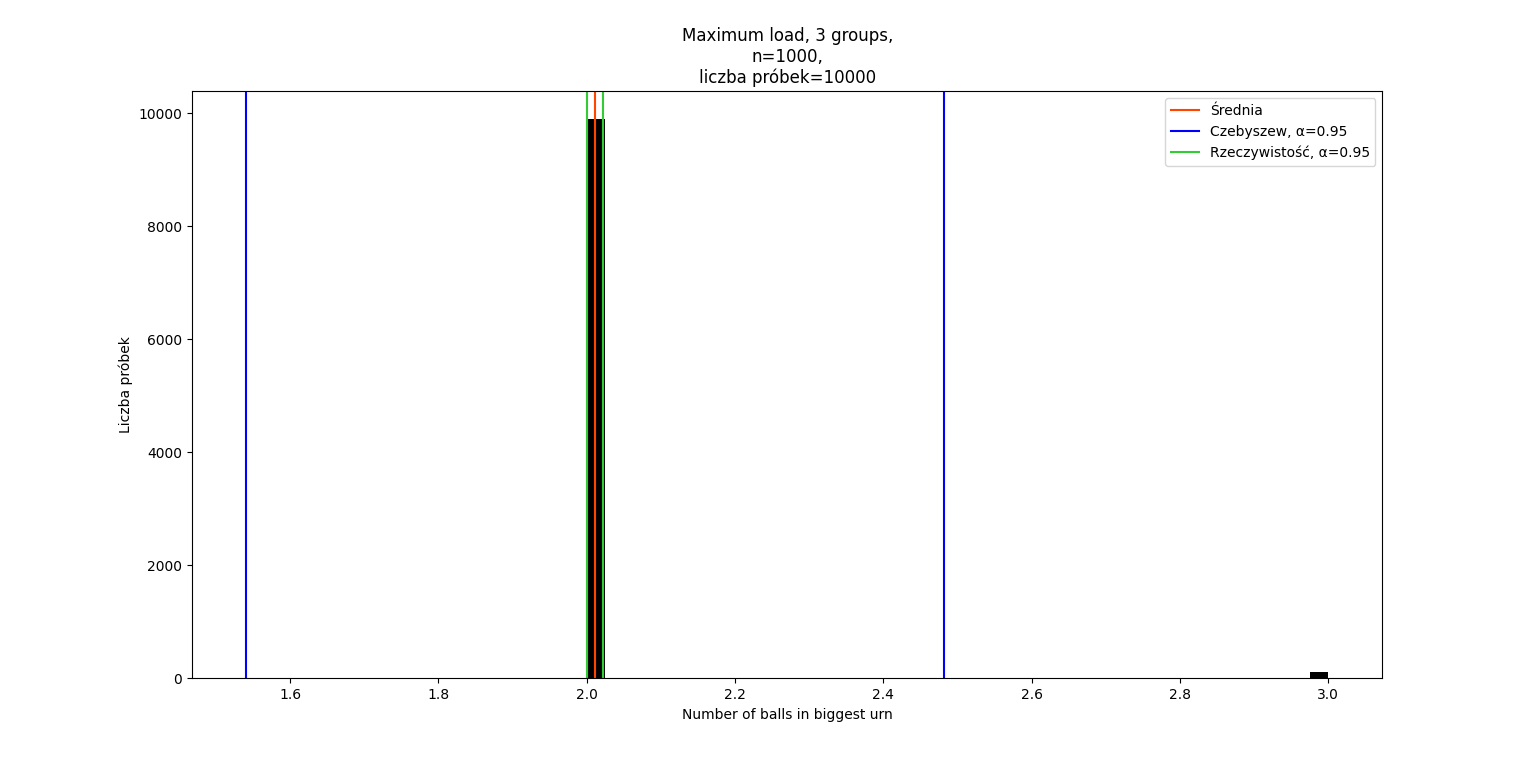 Maximum load, 3 groups,
n=1000,
liczba próbek=10000
Średnia
Czebyszew, α=0.95
Rzeczywistość, α=0.95
10000
8000
6000
4000
2000
0
Liczba próbek
1.6
1.8
2.0
2.2
2.4
2.6
2.8
3.0
Number of balls in biggest urn